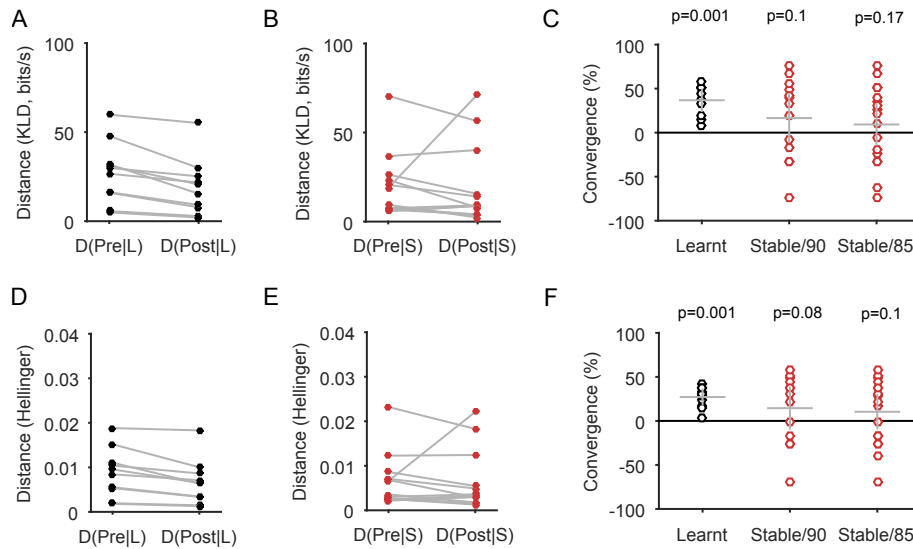 A
Distance (KLD, bits/s)
100
50
0
D(Pre|L) D(Post|L)
B
Distance (KLD, bits/s)
100
50
0
D(Pre|S) D(Post|S)
C
p=0.001 p=0.1 p=0.17
Convergence (%)
100
50
0
-50
-100
Learnt Stable/90 Stable/85
D
Distance (Hellinger)
0.04
0.03
0.02
0.01
0
D(Pre|L) D(Post|L)
E
Distance (Hellinger)
0.04
0.03
0.02
0.01
0
D(Pre|S) D(Post|S)
F
p=0.001 p=0.08 p=0.1
Convergence (%)
100
50
0
-50
-100
Learnt Stable/90 Stable/85